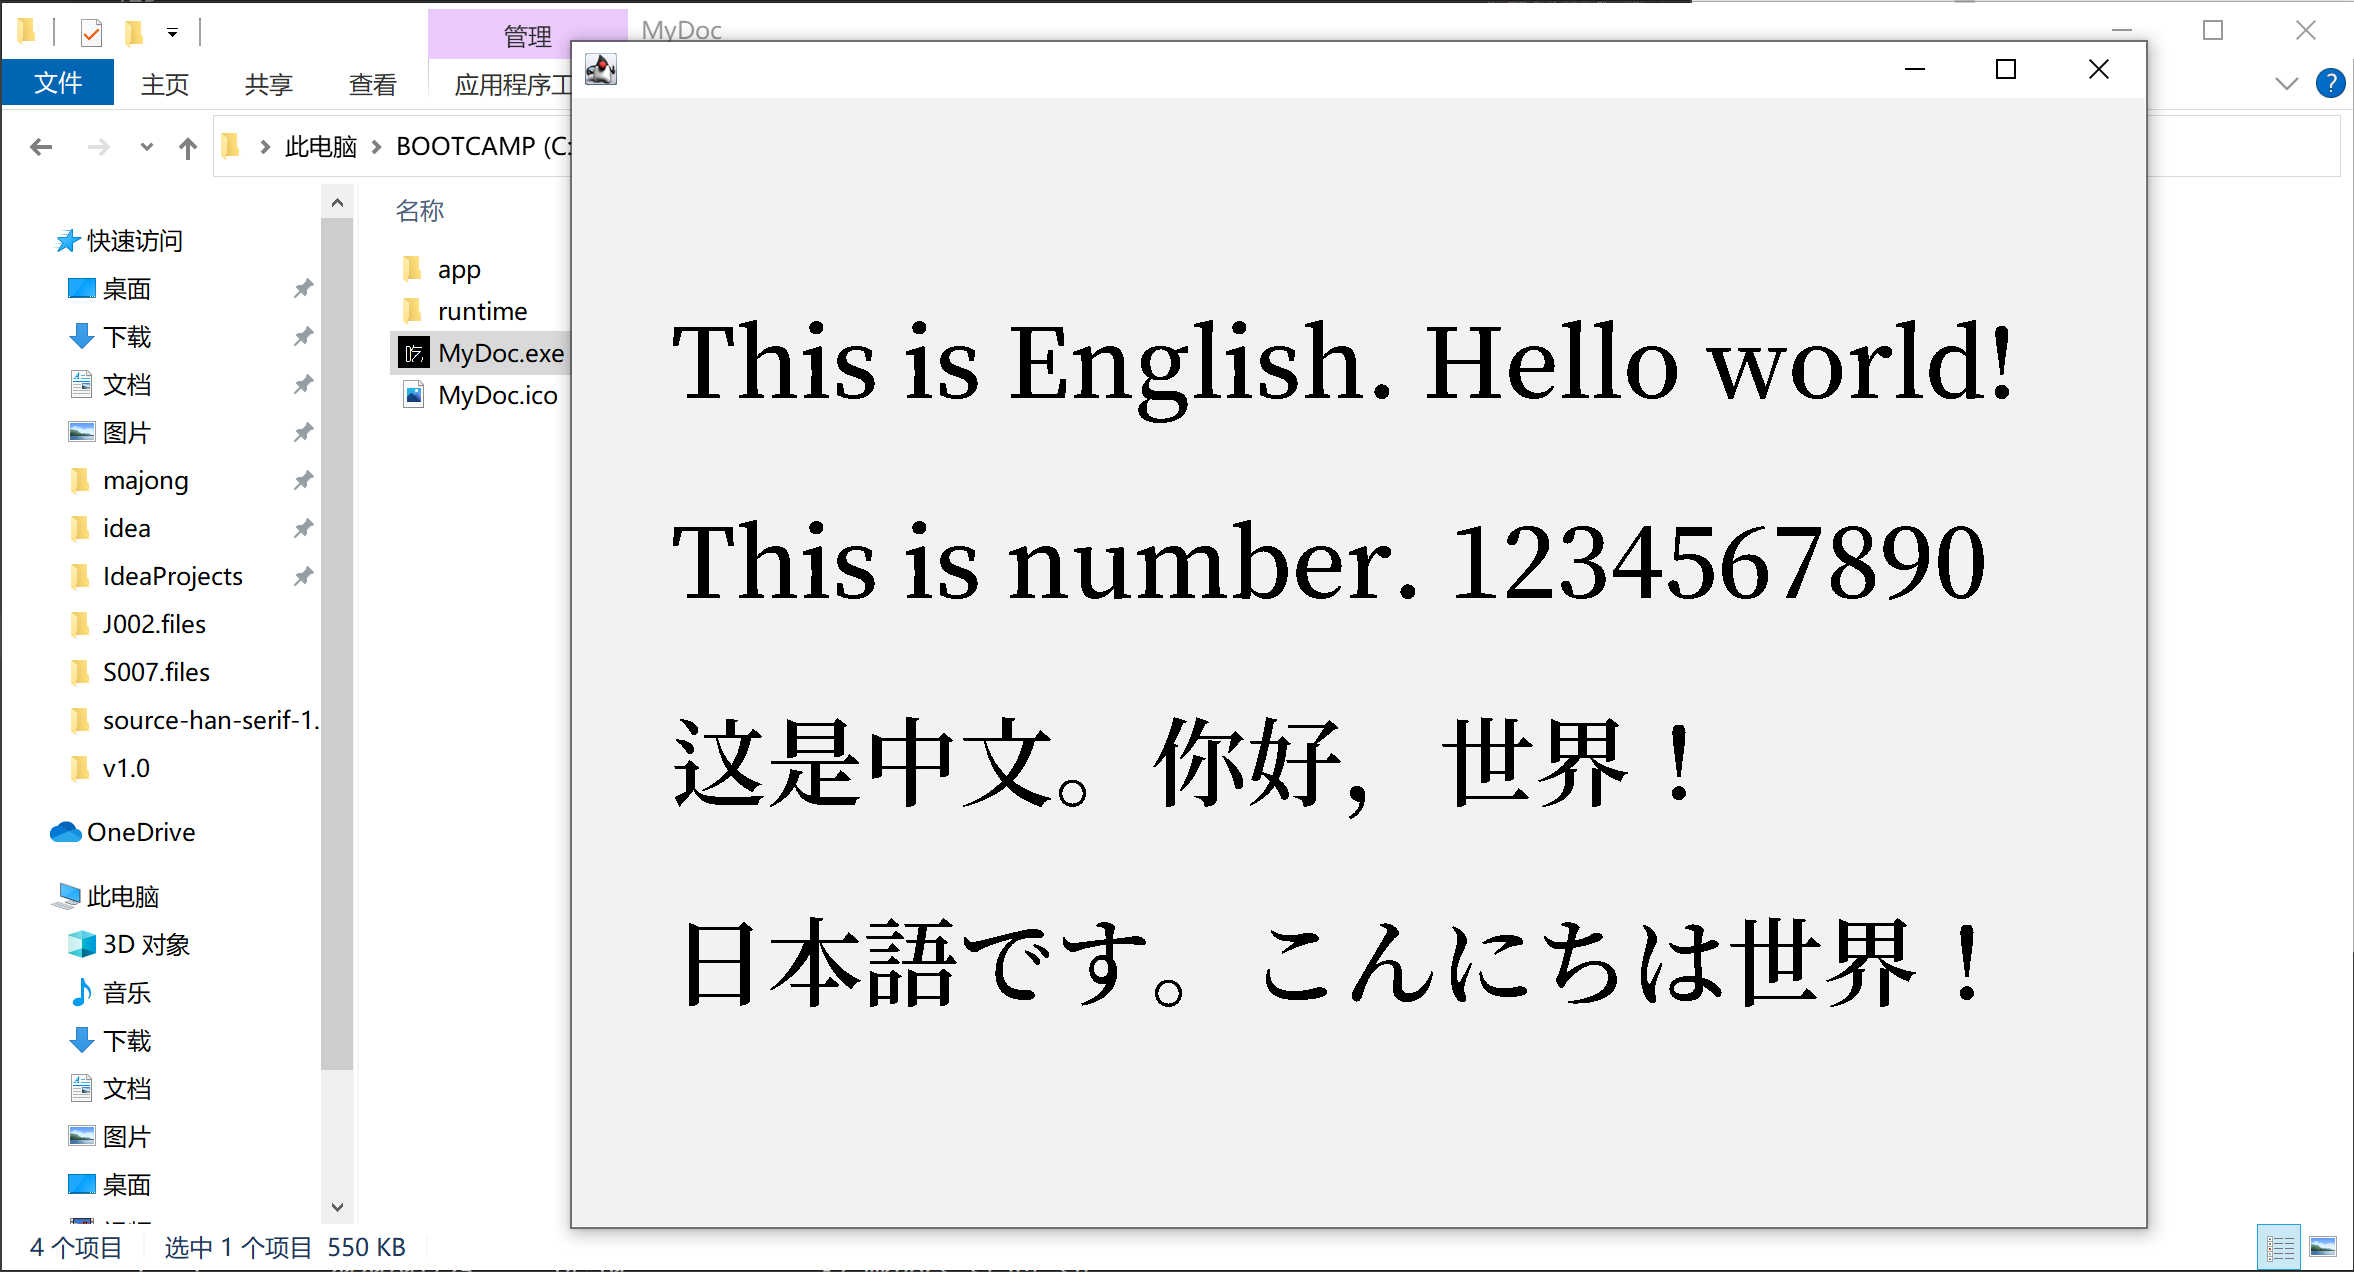 管理
MyDoc
文件
主页
共享
查看
应用程序工
此电脑
BOOTCAMP (C:
名称
快速访问
桌面
下载
文档
图片
majong
idea
IdeaProjects
J002.files
S007.files
source-han-serif-1.
v1.0
OneDrive
此电脑
3D 对象
音乐
下载
文档
图片
桌面
app
runtime
MyDoc.exe
MyDoc.ico
This is English. Hello world!
This is number. 1234567890
这是中文。你好，世界！
日本語です。こんにちは世界！
4 个项目
选中 1 个项目 550 KB